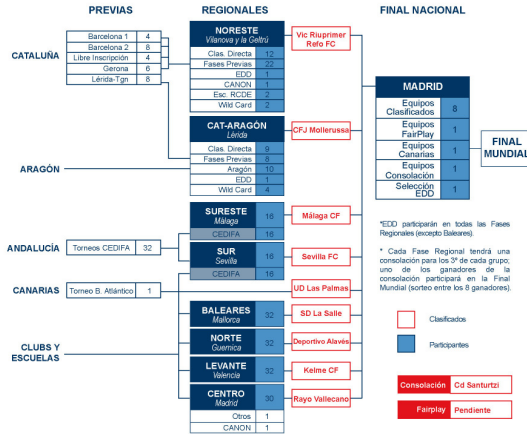 PREVIAS
REGIONALES
FINAL NACIONAL
CATALUÑA
Barcelona 1 4
Barcelona 2 8
Libre Inscripción 4
Gerona 6
Lérida-Tgn 8
NORESTE
Vilanova y la Geltrú
Clas. Directa 12
Fases Previas 22
EDD 1
CANON 1
Esc. RCDE 2
Wild Card 2
Vic Riuprimer
Refo FC
CAT-ARAGÓN
Lérida
Clas. Directa 9
Fases Previas 8
Aragón 10
EDD 1
Wild Card 4
CFJ Mollerussa
ARAGÓN
MADRID
Equipos
Clasificados 8
Equipos
FairPlay 1
Equipos
Canarias 1
Equipos
Consolación 1
Selección
EDD 1
FINAL
MUNDIAL
ANDALUCÍA
Torneos CEDIFA 32
SURESTE
Málaga 16
CEDIFA 16
Málaga CF
SUR
Sevilla 16
CEDIFA 16
Sevilla FC
CANARIAS
Torneo B. Atlántico 1
UD Las Palmas
CLUBS Y
ESCUELAS
BALEARES
Mallorca 32
SD La Salle
NORTE
Guernica 32
Deportivo Alavés
LEVANTE
Valencia 32
Kelme CF
CENTRO
Madrid 30
Rayo Vallecano
Otros 1
CANON 1
*EDD participarán en todas las Fases
Regionales (excepto Baleares).
* Cada Fase Regional tendrá una
consolación para los 3º de cada grupo;
uno de los ganadores de la
consolación participará en la Final
Mundial (sorteo entre los 8 ganadores).
Clasificados
Participantes
Consolación Cd Santurtzi
Fairplay Pendiente